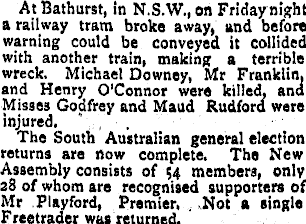 At Bathurst, in N.S.W., on Friday night
a railway tram broke away, and before
warning could be conveyed it collided
with another train, making a terrible
wreck. Michael Downey, Mr Franklin,
and Henry O'Connor were killed, and
Misses Godfrey and Maud Rudford were
injured.
The South Australian general election
returns are now complete. The New
Assembly consists of 54 members, only
28 of whom are recognised supporters of
Mr Playford, Premier. Not a single
Freetrader was returned.